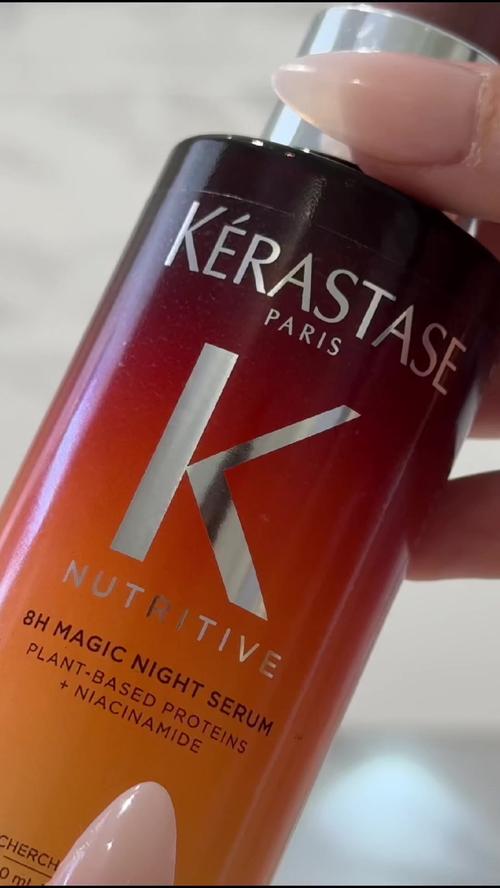 KÉRASTASE
PARIS
K
NUTRITIVE
8H MAGIC NIGHT SERUM
PLANT-BASED PROTEINS
+ NIACINAMIDE